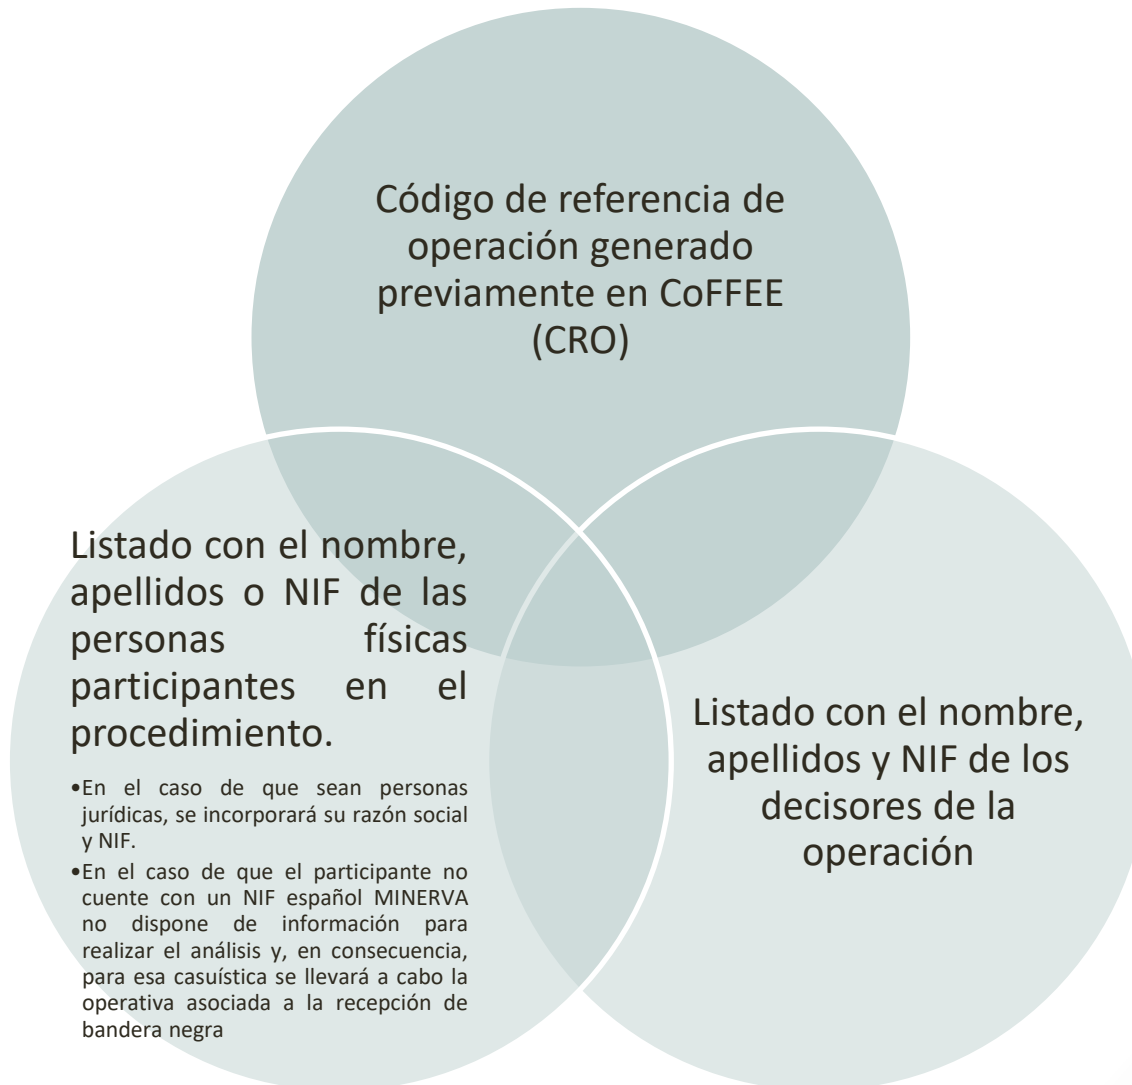 Código de referencia de
operación generado
previamente en CoFFEE
(CRO)
Listado con el nombre,
apellidos o NIF de las
personas físicas
participantes en el
procedimiento.
•En el caso de que sean personas
jurídicas, se incorporará su razón social
y NIF.
•En el caso de que el participante no
cuente con un NIF español MINERVA
no dispone de información para
realizar el análisis y, en consecuencia,
para esa casuística se llevará a cabo la
operativa asociada a la recepción de
bandera negra
Listado con el nombre,
apellidos y NIF de los
decisores de la
operación